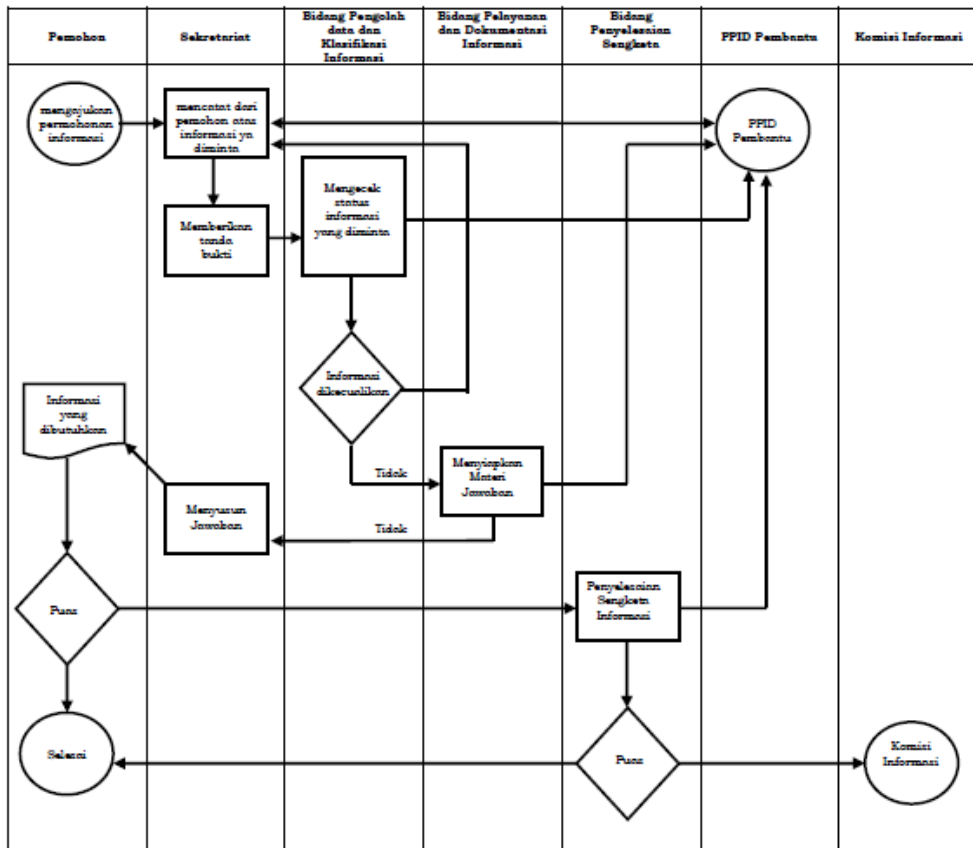 Pemohon
Sekretariat
Bidang Pengolah
data dan
Klasifikasi
Informasi
Bidang Pelayanan
dan Dokumentasi
Informasi
Bidang
Penyelesaian
Sengketa
PPID Pembantu
Komisi Informasi
mengajukan
permohonan
informasi
mencatat dari
pemohon atas
informasi yg
diminta
PPID
Pembantu
Mengecek
status
informasi
yang diminta
Memberikan
tanda
bukti
Informasi
dikecualikan
Informasi
yang
dibutuhkan
Tidak
Menyiapkan
Materi
Jawaban
Menyusun
Jawaban
Tidak
Puas
Penyelesaian
Sengketa
Informasi
Selesai
Puas
Komisi
Informasi